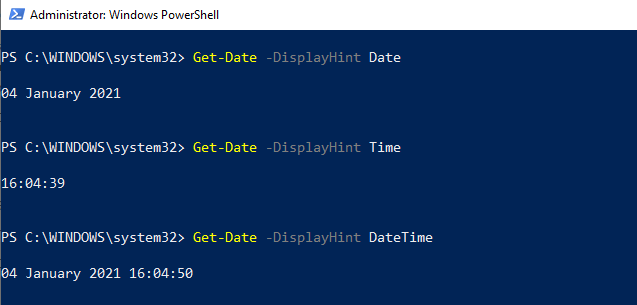 Administrator: Windows PowerShell
PS C:\WINDOWS\system32> Get-Date -DisplayHint Date
04 January 2021
PS C:\WINDOWS\system32> Get-Date -DisplayHint Time
16:04:39
PS C:\WINDOWS\system32> Get-Date -DisplayHint DateTime
04 January 2021 16:04:50